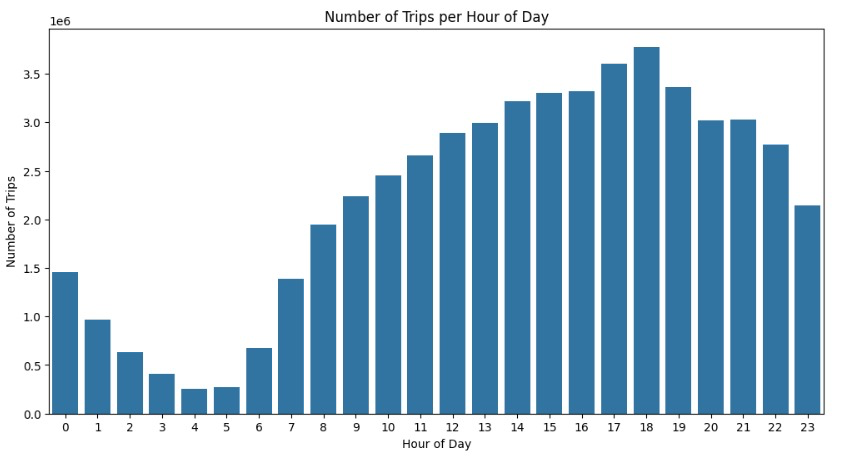 Number of Trips per Hour of Day
1e6
3.5
3.0
2.5
2.0
1.5
1.0
0.5
0.0
Number of Trips
0 1 2 3 4 5 6 7 8 9 10 11 12 13 14 15 16 17 18 19 20 21 22 23
Hour of Day